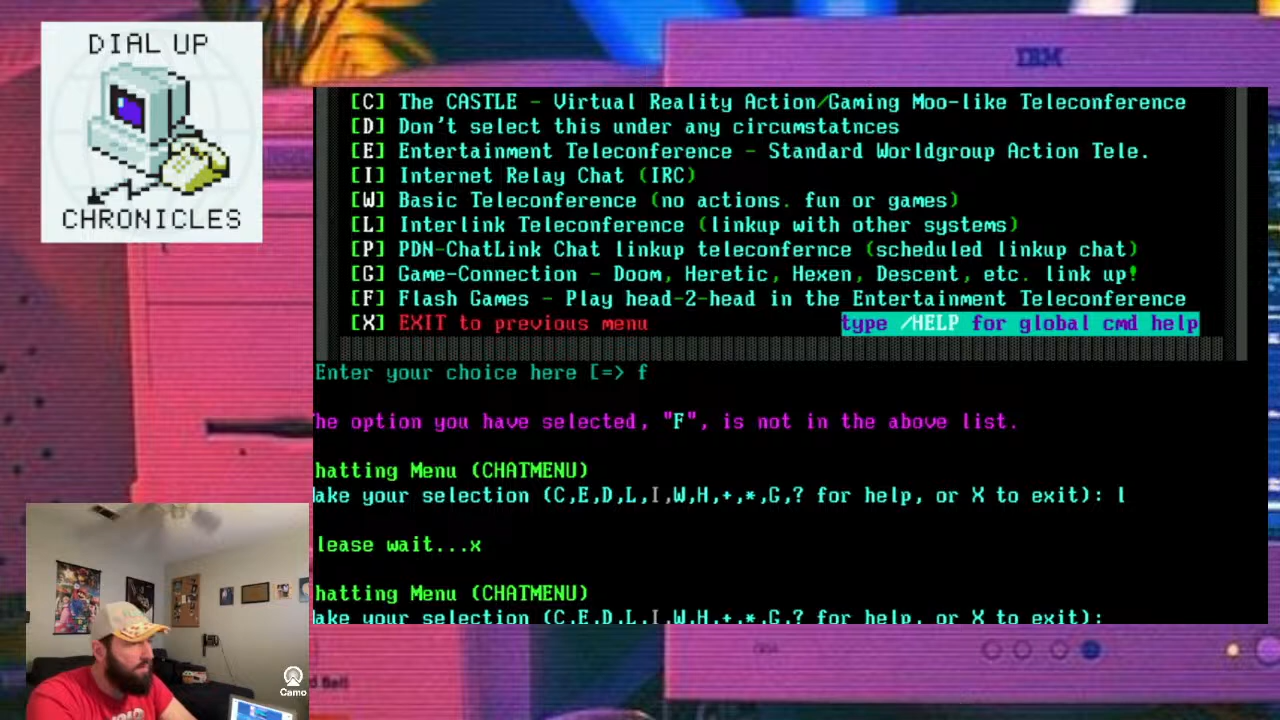 DIAL UP
CHRONICLES
IBM
[C] The CASTLE - Virtual Reality Action/Gaming Moo-like Teleconference
[D] Don't select this under any circumstatnces
[E] Entertainment Teleconference - Standard Worldgroup Action Tele.
[I] Internet Relay Chat (IRC)
[W] Basic Teleconference (no actions. fun or games)
[L] Interlink Teleconference (linkup with other systems)
[P] PDN-ChatLink Chat linkup teleconfernce (scheduled linkup chat)
[G] Game-Connection - Doom, Heretic, Hexen, Descent, etc. link up!
[F] Flash Games - Play head-2-head in the Entertainment Teleconference
[X] EXIT to previous menu type /HELP for global cmd help
Enter your choice here [=> f
he option you have selected, "F", is not in the above list.
hatting Menu (CHATMENU)
ake your selection (C,E,D,L,I,W,H,+,*,G,? for help, or X to exit): l
lease wait...x
hatting Menu (CHATMENU)
ake your selection (C,E,D,L,I,W,H,+,*,G,? for help, or X to exit):
Camo
Bell